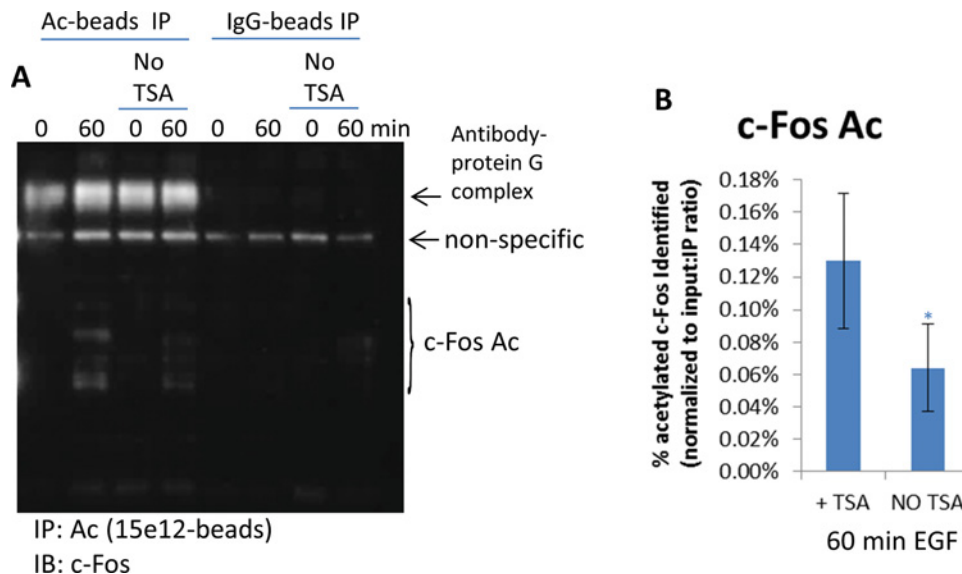 Ac-beads IP IgG-beads IP
No No
A TSA TSA
0 60 0 60 0 60 0 60 min
Antibody-
protein G
complex
non-specific
c-Fos Ac
IP: Ac (15e12-beads)
IB: c-Fos
B
c-Fos Ac
% acetylated c-Fos Identified
(normalized to input:IP ratio)
0.18%
0.16%
0.14%
0.12%
0.10%
0.08%
0.06%
0.04%
0.02%
0.00%
*
+ TSA NO TSA
60 min EGF